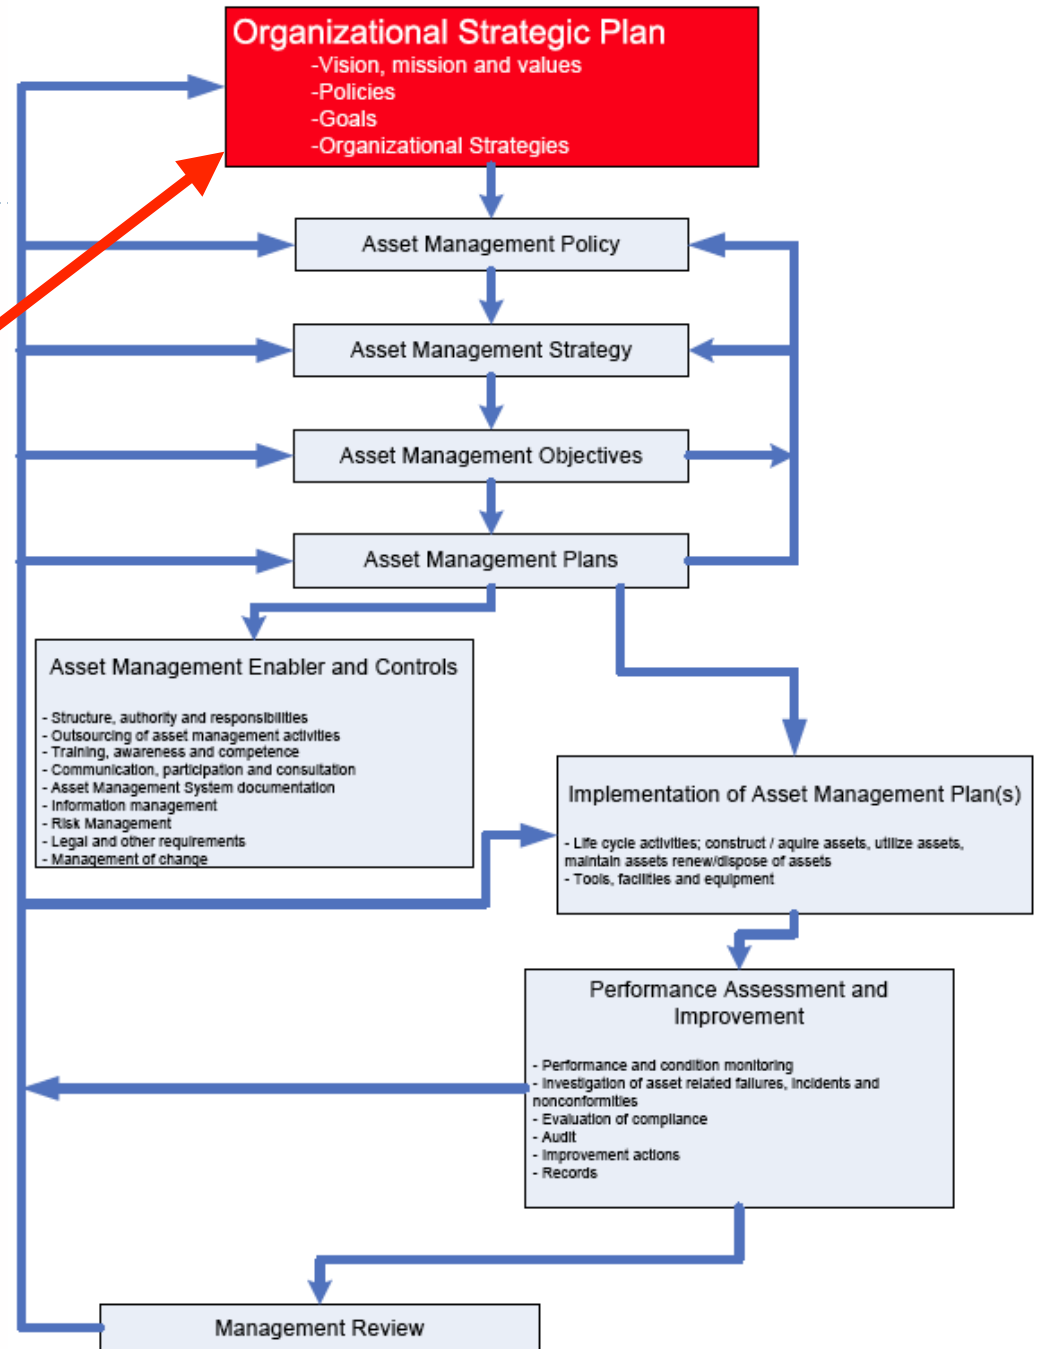 Organizational Strategic Plan
-Vision, mission and values
-Policies
-Goals
-Organizational Strategies
Asset Management Policy
Asset Management Strategy
Asset Management Objectives
Asset Management Plans
Asset Management Enabler and Controls
- Structure, authority and responsibilities
- Outsourcing of asset management activities
- Training, awareness and competence
- Communication, participation and consultation
- Asset Management System documentation
- Information management
- Risk Management
- Legal and other requirements
- Management of change
Implementation of Asset Management Plan(s)
- Life cycle activities; construct / aquire assets, utilize assets,
maintain assets renew/dispose of assets
- Tools, facilities and equipment
Performance Assessment and
Improvement
- Performance and condition monitoring
- Investigation of asset related failures, incidents and
nonconformities
- Evaluation of compliance
- Audit
- Improvement actions
- Records
Management Review